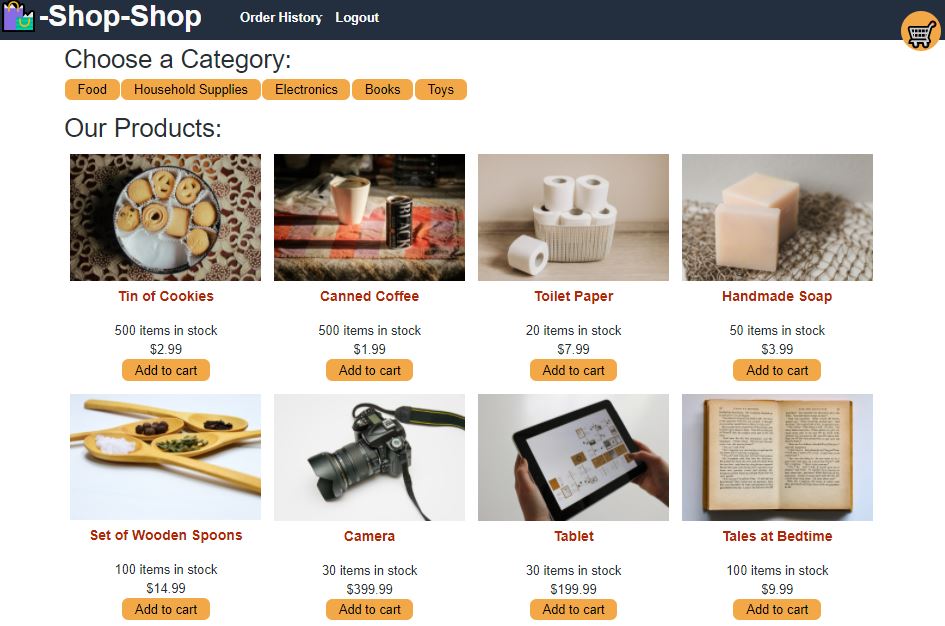 -Shop-Shop
Order History Logout
Choose a Category:
Food Household Supplies Electronics Books Toys
Our Products:
Tin of Cookies Canned Coffee Toilet Paper Handmade Soap
500 items in stock 500 items in stock 20 items in stock 50 items in stock
$2.99 $1.99 $7.99 $3.99
Add to cart Add to cart Add to cart Add to cart
Set of Wooden Spoons Camera Tablet Tales at Bedtime
100 items in stock 30 items in stock 30 items in stock 100 items in stock
$14.99 $399.99 $199.99 $9.99
Add to cart Add to cart Add to cart Add to cart